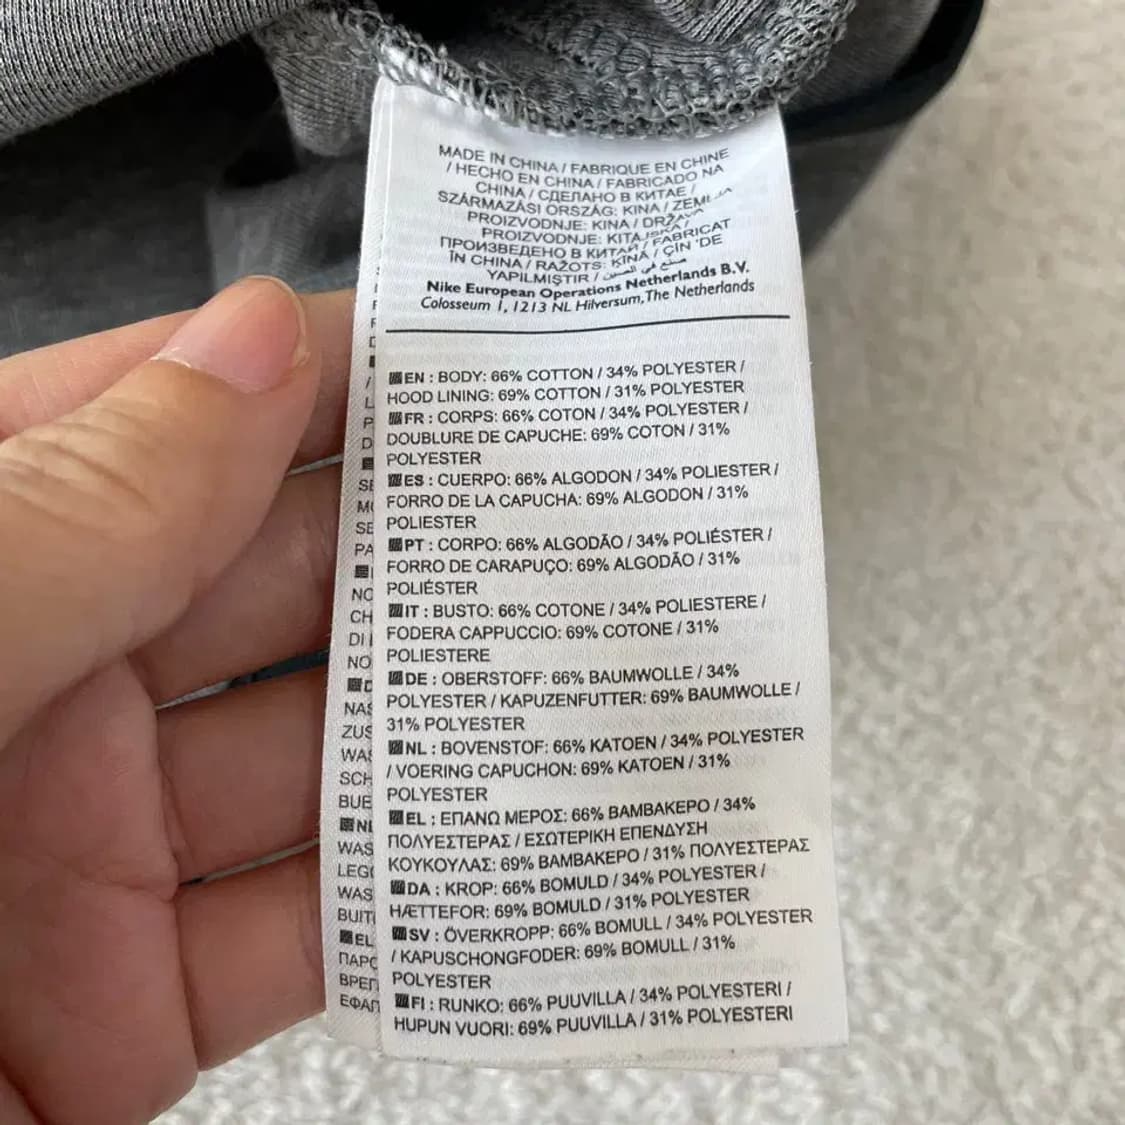 MADE IN CHINA / FABRIQUE EN CHINE
/ HECHO EN CHINA / FABRICADO NA
CHINA / СДЕЛАНО В КИТАЕ /
SZÁRMAZÁSI ORSZÁG: KINA / ZEMLJA
PROIZVODNJE: KINA / DRŽAVA
PROIZVODNJE: KITAJSKA /
ПРОИЗВЕДЕНО В КИТАЙ / FABRICAT
ÎN CHINA / RAŽOTS: ĶĪNĀ / ÇİN 'DE
YAPILMIŞTIR / صنع في الصين
Nike European Operations Netherlands B.V.
Colosseum 1, 1213 NL Hilversum, The Netherlands
EN : BODY: 66% COTTON / 34% POLYESTER /
HOOD LINING: 69% COTTON / 31% POLYESTER
FR : CORPS: 66% COTON / 34% POLYESTER /
DOUBLURE DE CAPUCHE: 69% COTON / 31%
POLYESTER
ES : CUERPO: 66% ALGODON / 34% POLIESTER /
FORRO DE LA CAPUCHA: 69% ALGODON / 31%
POLIESTER
PT : CORPO: 66% ALGODÃO / 34% POLIÉSTER /
FORRO DE CARAPUÇO: 69% ALGODÃO / 31%
POLIÉSTER
IT : BUSTO: 66% COTONE / 34% POLIESTERE /
FODERA CAPPUCCIO: 69% COTONE / 31%
POLIESTERE
DE : OBERSTOFF: 66% BAUMWOLLE / 34%
POLYESTER / KAPUZENFUTTER: 69% BAUMWOLLE /
31% POLYESTER
NL : BOVENSTOF: 66% KATOEN / 34% POLYESTER
/ VOERING CAPUCHON: 69% KATOEN / 31%
POLYESTER
EL : ΕΠΑΝΩ ΜΕΡΟΣ: 66% ΒΑΜΒΑΚΕΡΟ / 34%
ΠΟΛΥΕΣΤΕΡΑΣ / ΕΣΩΤΕΡΙΚΗ ΕΠΕΝΔΥΣΗ
ΚΟΥΚΟΥΛΑΣ: 69% ΒΑΜΒΑΚΕΡΟ / 31% ΠΟΛΥΕΣΤΕΡΑΣ
DA : KROP: 66% BOMULD / 34% POLYESTER /
HÆTTEFOR: 69% BOMULD / 31% POLYESTER
SV : ÖVERKROPP: 66% BOMULL / 34% POLYESTER
/ KAPUSCHONGFODER: 69% BOMULL / 31%
POLYESTER
FI : RUNKO: 66% PUUVILLA / 34% POLYESTERI /
HUPUN VUORI: 69% PUUVILLA / 31% POLYESTERI